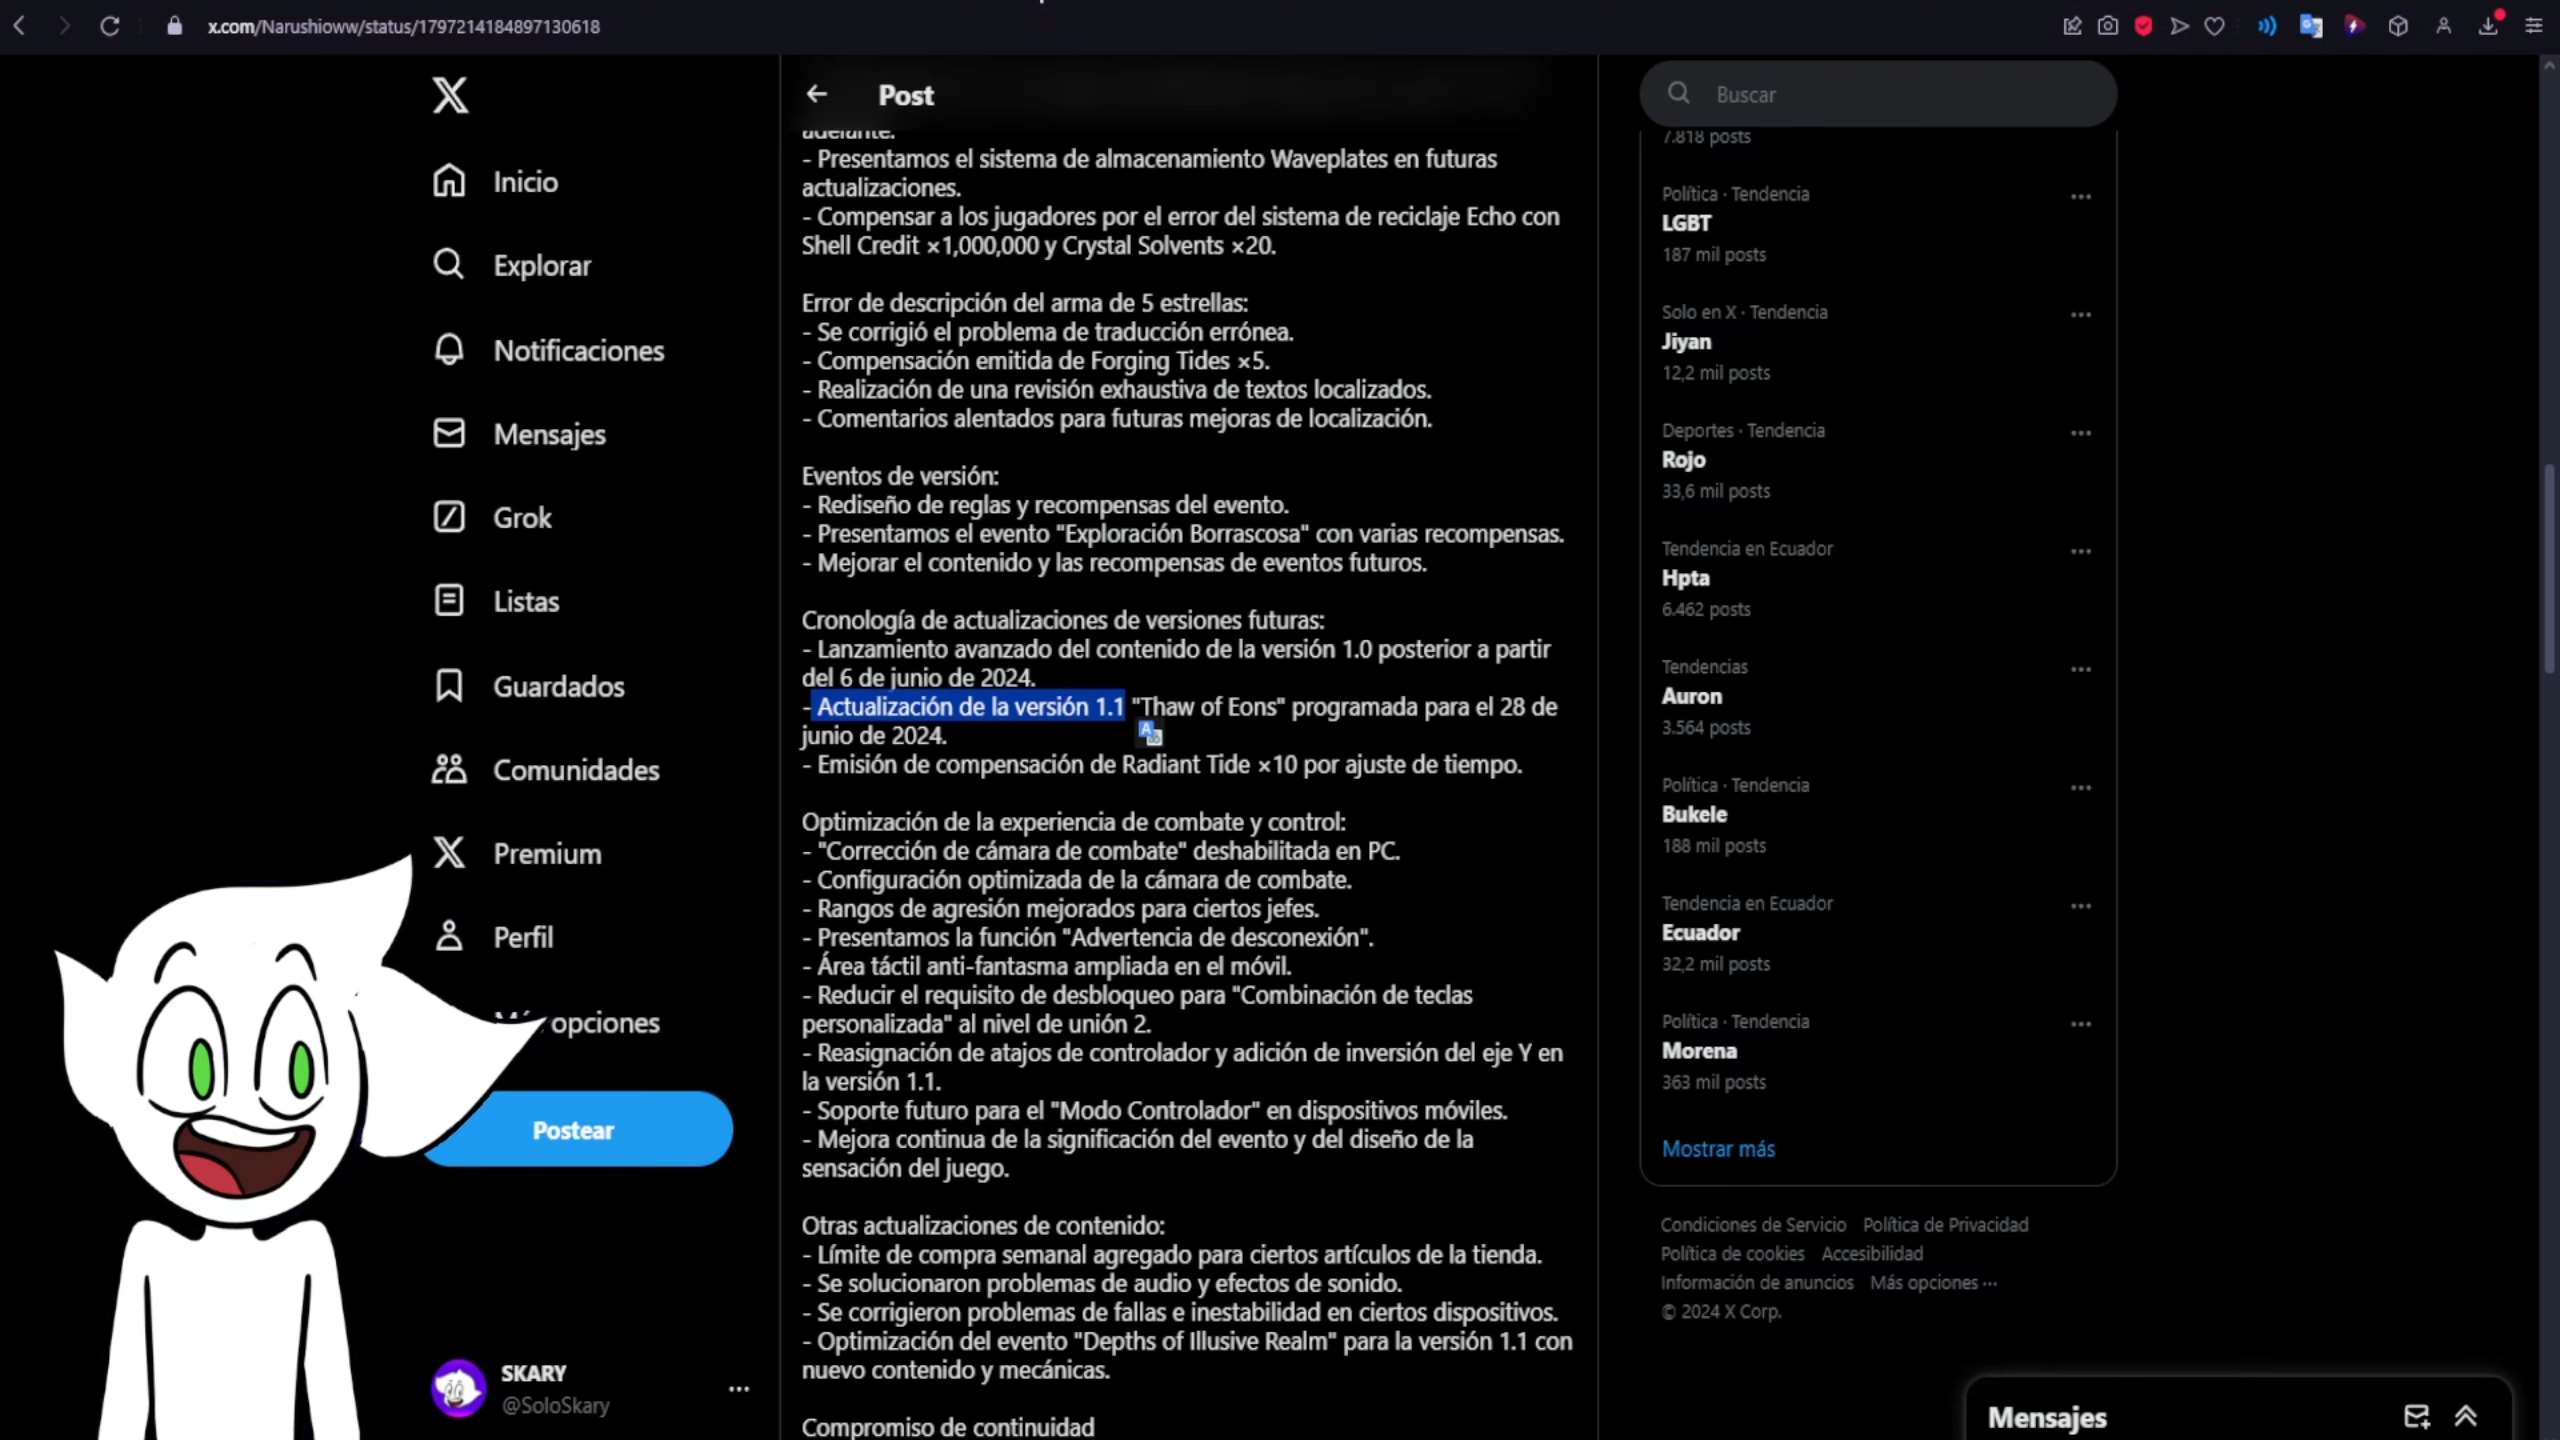 x.com/Narushioww/status/1797214184897130618
Inicio
Explorar
Notificaciones
Mensajes
Grok
Listas
Guardados
Comunidades
Premium
Perfil
opciones
Postear
SKARY
@SoloSkary
Post
adelante.
- Presentamos el sistema de almacenamiento Waveplates en futuras
actualizaciones.
- Compensar a los jugadores por el error del sistema de reciclaje Echo con
Shell Credit ×1,000,000 y Crystal Solvents ×20.
Error de descripción del arma de 5 estrellas:
- Se corrigió el problema de traducción errónea.
- Compensación emitida de Forging Tides ×5.
- Realización de una revisión exhaustiva de textos localizados.
- Comentarios alentados para futuras mejoras de localización.
Eventos de versión:
- Rediseño de reglas y recompensas del evento.
- Presentamos el evento "Exploración Borrascosa" con varias recompensas.
- Mejorar el contenido y las recompensas de eventos futuros.
Cronología de actualizaciones de versiones futuras:
- Lanzamiento avanzado del contenido de la versión 1.0 posterior a partir
del 6 de junio de 2024.
- Actualización de la versión 1.1 "Thaw of Eons" programada para el 28 de
junio de 2024.
- Emisión de compensación de Radiant Tide ×10 por ajuste de tiempo.
Optimización de la experiencia de combate y control:
- "Corrección de cámara de combate" deshabilitada en PC.
- Configuración optimizada de la cámara de combate.
- Rangos de agresión mejorados para ciertos jefes.
- Presentamos la función "Advertencia de desconexión".
- Área táctil anti-fantasma ampliada en el móvil.
- Reducir el requisito de desbloqueo para "Combinación de teclas
personalizada" al nivel de unión 2.
- Reasignación de atajos de controlador y adición de inversión del eje Y en
la versión 1.1.
- Soporte futuro para el "Modo Controlador" en dispositivos móviles.
- Mejora continua de la significación del evento y del diseño de la
sensación del juego.
Otras actualizaciones de contenido:
- Límite de compra semanal agregado para ciertos artículos de la tienda.
- Se solucionaron problemas de audio y efectos de sonido.
- Se corrigieron problemas de fallas e inestabilidad en ciertos dispositivos.
- Optimización del evento "Depths of Illusive Realm" para la versión 1.1 con
nuevo contenido y mecánicas.
Compromiso de continuidad
Buscar
7.818 posts
Política · Tendencia
LGBT
187 mil posts
Solo en X · Tendencia
Jiyan
12,2 mil posts
Deportes · Tendencia
Rojo
33,6 mil posts
Tendencia en Ecuador
Hpta
6.462 posts
Tendencias
Auron
3.564 posts
Política · Tendencia
Bukele
188 mil posts
Tendencia en Ecuador
Ecuador
32,2 mil posts
Política · Tendencia
Morena
363 mil posts
Mostrar más
Condiciones de Servicio Política de Privacidad
Política de cookies Accesibilidad
Información de anuncios Más opciones ···
© 2024 X Corp.
Mensajes